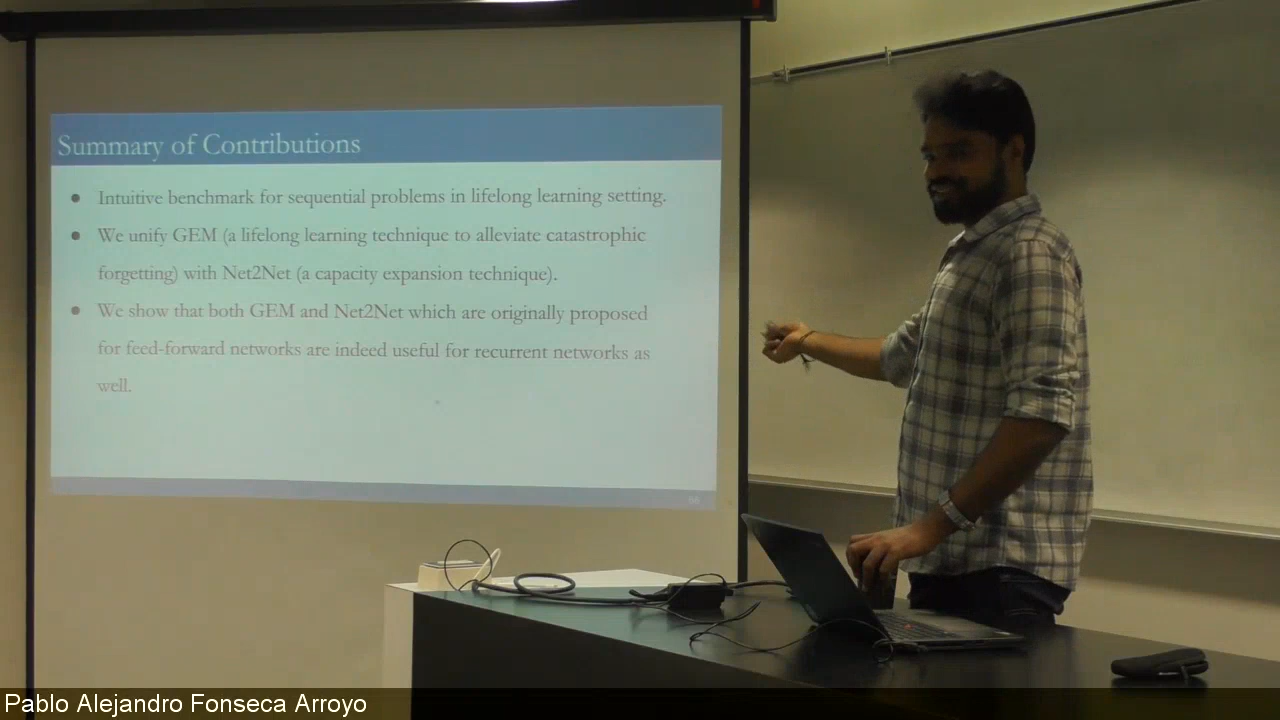 Summary of Contributions
● Intuitive benchmark for sequential problems in lifelong learning setting.
● We unify GEM (a lifelong learning technique to alleviate catastrophic
forgetting) with Net2Net (a capacity expansion technique).
● We show that both GEM and Net2Net which are originally proposed
for feed-forward networks are indeed useful for recurrent networks as
well.
Pablo Alejandro Fonseca Arroyo